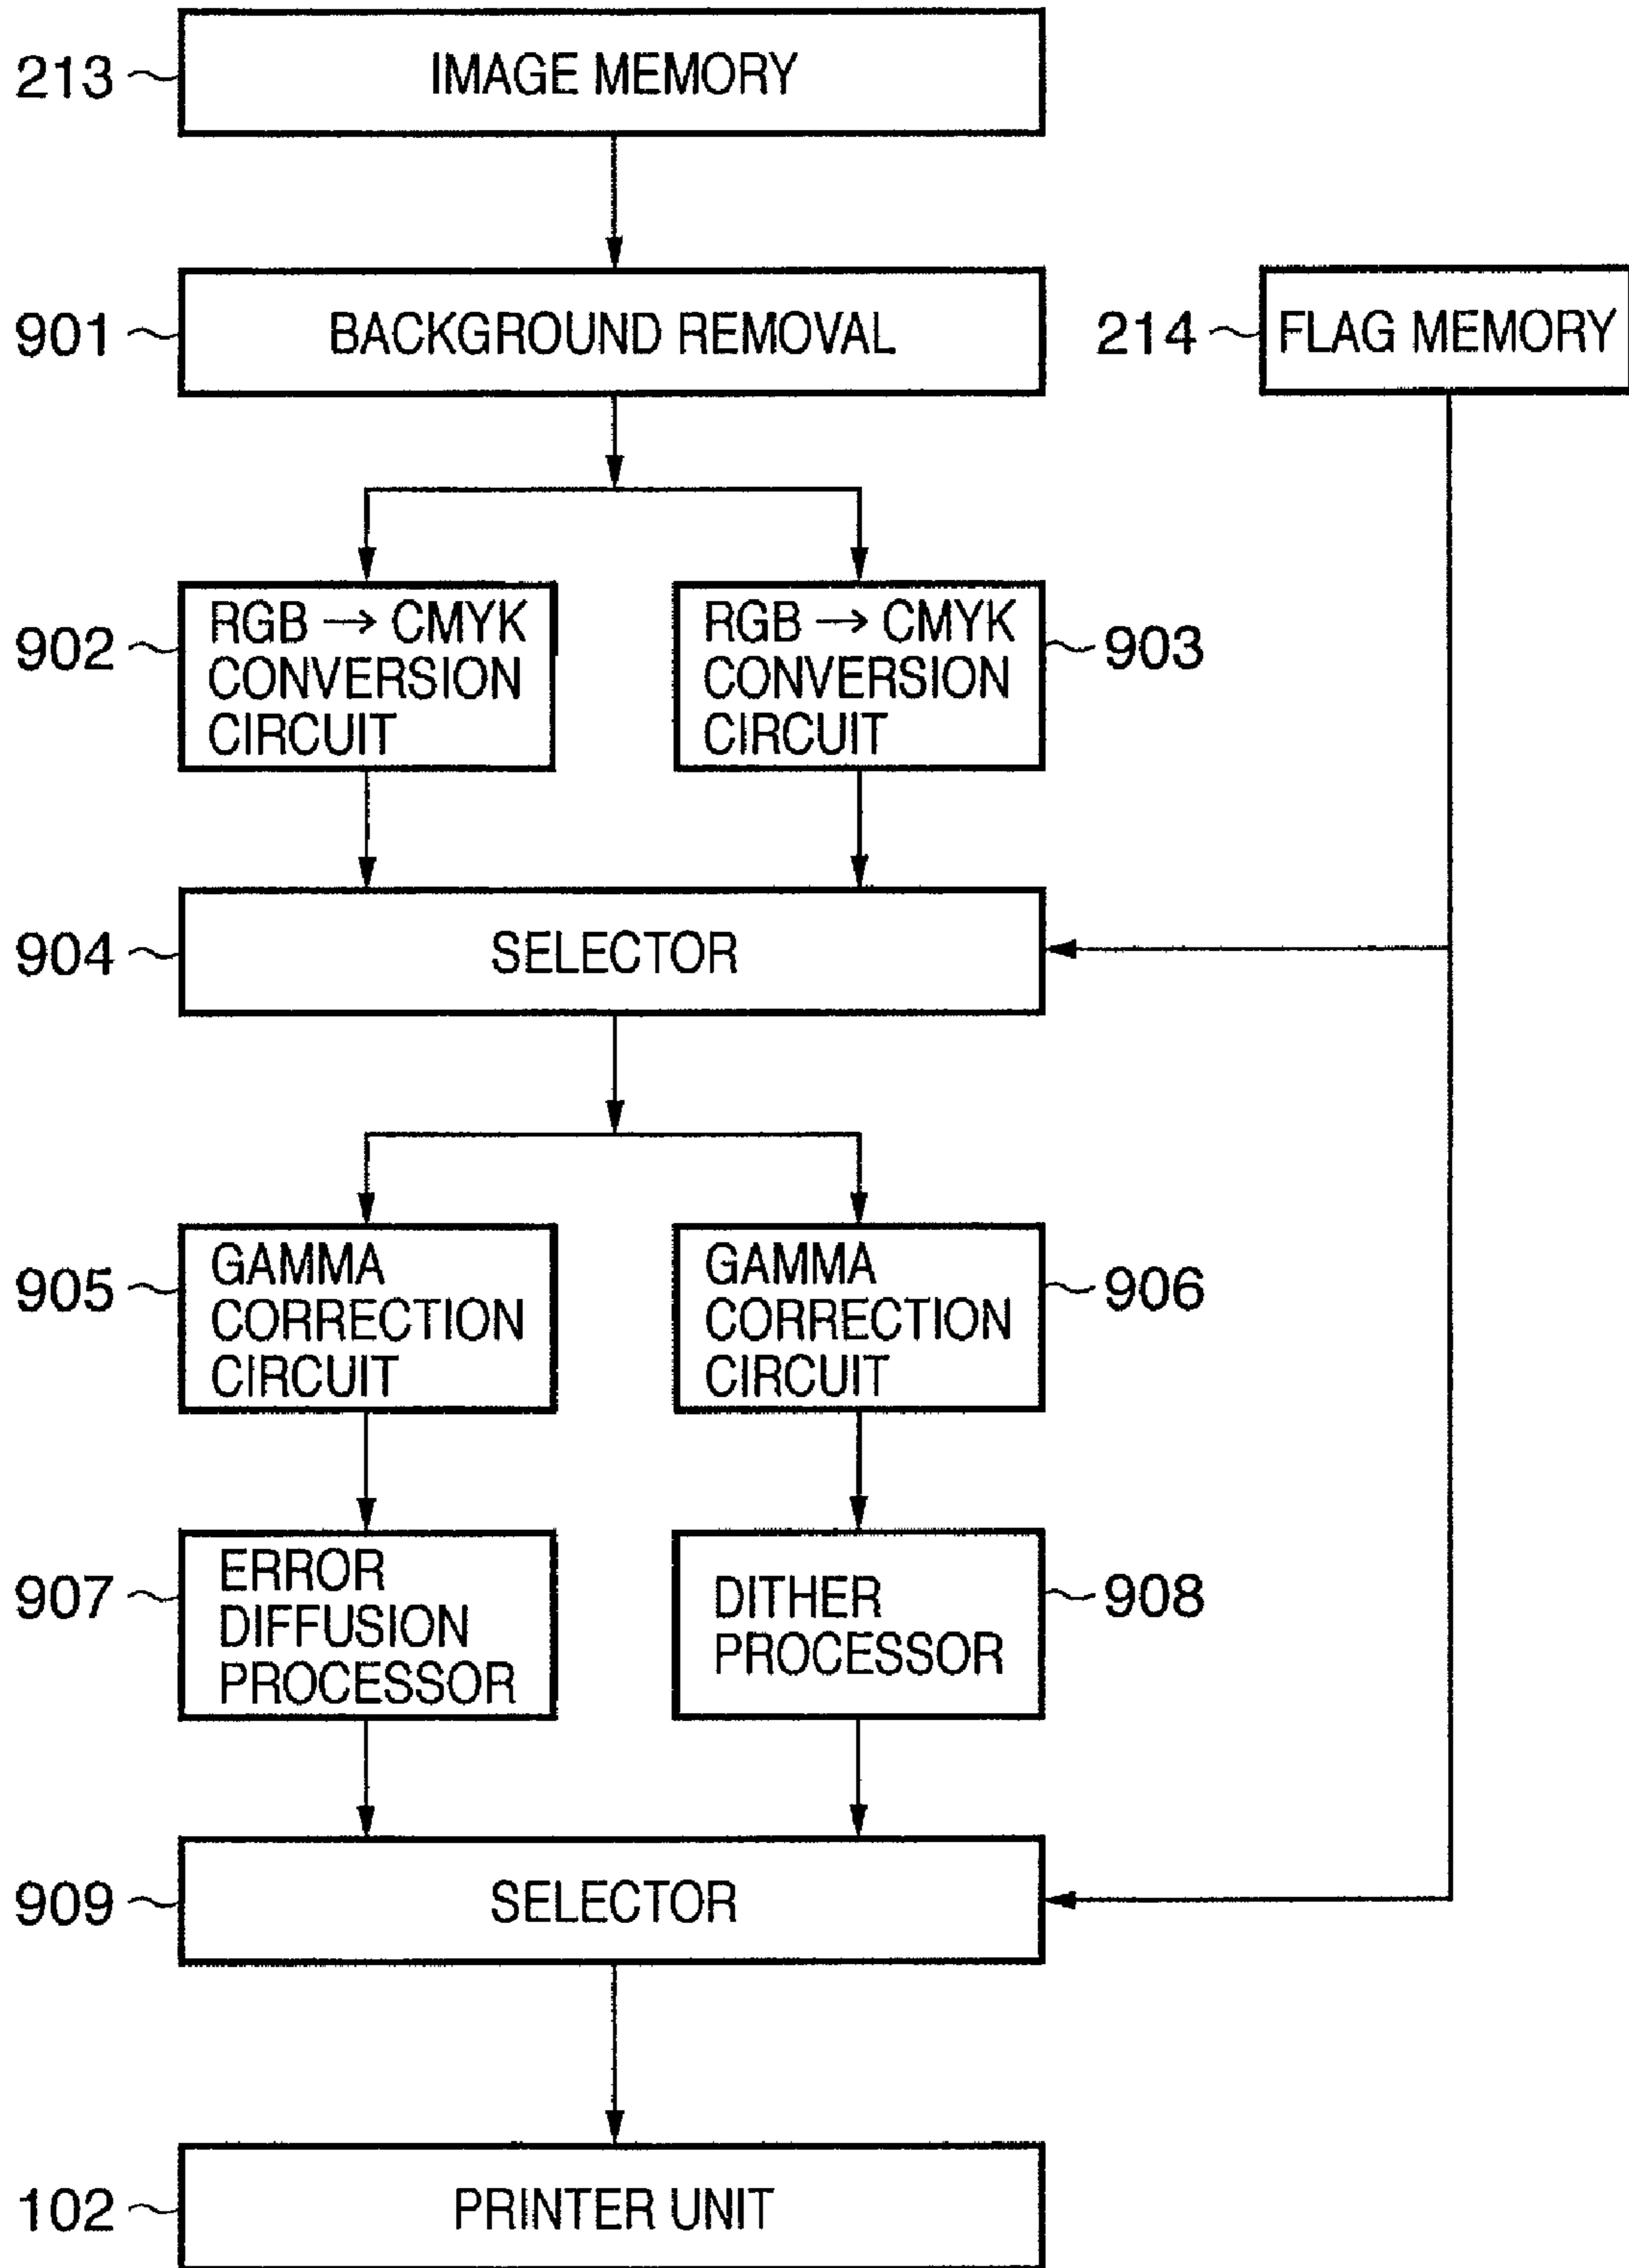 213
IMAGE MEMORY
901
BACKGROUND REMOVAL
214
FLAG MEMORY
902
RGB → CMYK
CONVERSION
CIRCUIT
RGB → CMYK
CONVERSION
CIRCUIT
903
904
SELECTOR
905
GAMMA
CORRECTION
CIRCUIT
GAMMA
CORRECTION
CIRCUIT
906
907
ERROR
DIFFUSION
PROCESSOR
DITHER
PROCESSOR
908
909
SELECTOR
102
PRINTER UNIT